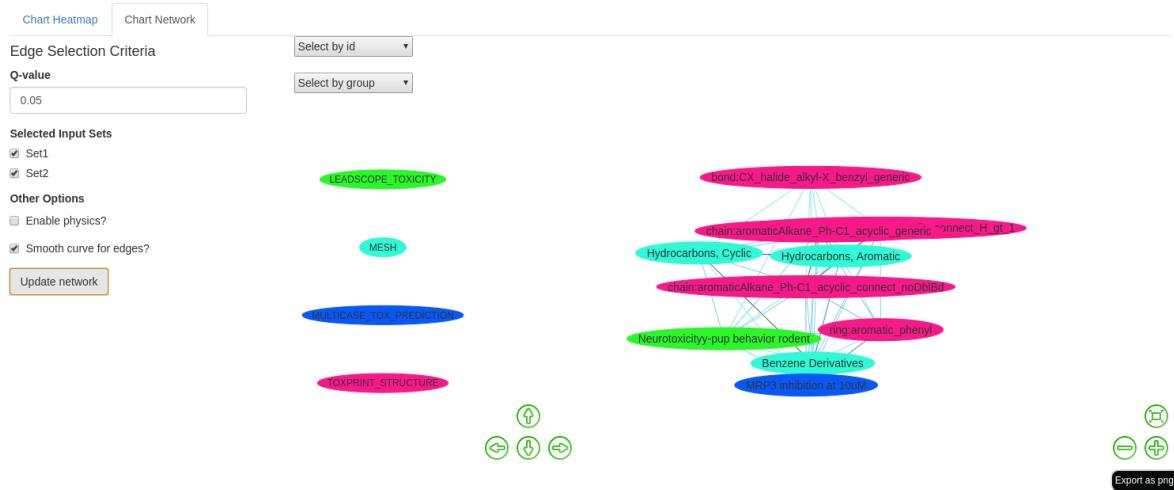 Chart Heatmap
Chart Network
Edge Selection Criteria
Q-value
0.05
Selected Input Sets
Set1
Set2
Other Options
Enable physics?
Smooth curve for edges?
Update network
Select by id
Select by group
LEADSCOPE_TOXICITY
MESH
MULTICASE_TOX_PREDICTION
TOXPRINT_STRUCTURE
bond:CX_halide_alkyl-X_benzyl_generic
chain:aromaticAlkane_Ph-C1_acyclic_generic
connect_H_gt_1
Hydrocarbons, Cyclic
Hydrocarbons, Aromatic
chain:aromaticAlkane_Ph-C1_acyclic_connect_noDblBd
ring:aromatic_phenyl
Neurotoxicityy-pup behavior rodent
Benzene Derivatives
MRP3 inhibition at 10uM
Export as png